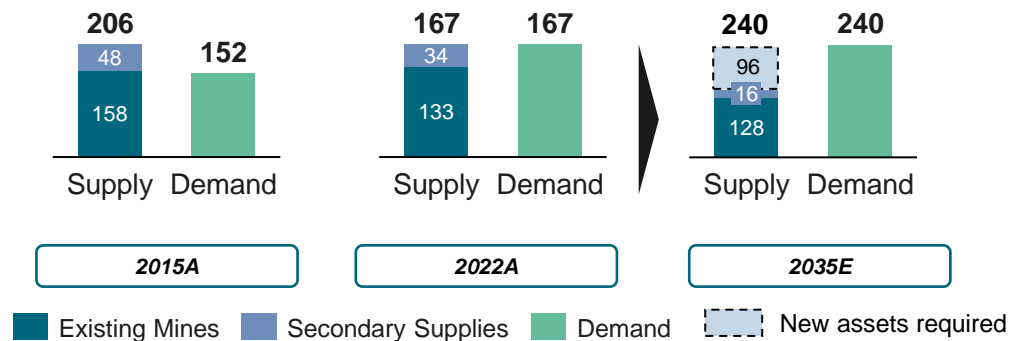 206
48
152
158
Supply Demand
2015A
167
167
34
133
Supply Demand
2022A
240
240
96
16
128
Supply Demand
2035E
Existing Mines
Secondary Supplies
Demand
New assets required